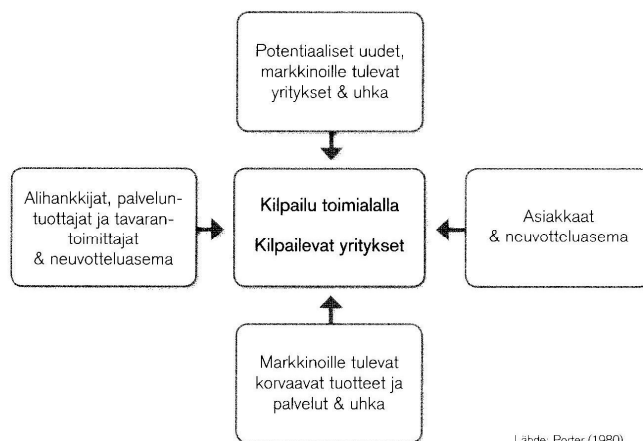 Potentiaaliset uudet,
markkinoille tulevat
yritykset & uhka
Alihankkijat, palvelun-
tuottajat ja tavaran-
toimittajat
& neuvotteluasema
Kilpailu toimialalla
Kilpailevat yritykset
Asiakkaat
& neuvotteluasema
Markkinoille tulevat
korvaavat tuotteet ja
palvelut & uhka
Lähde: Porter (1980)